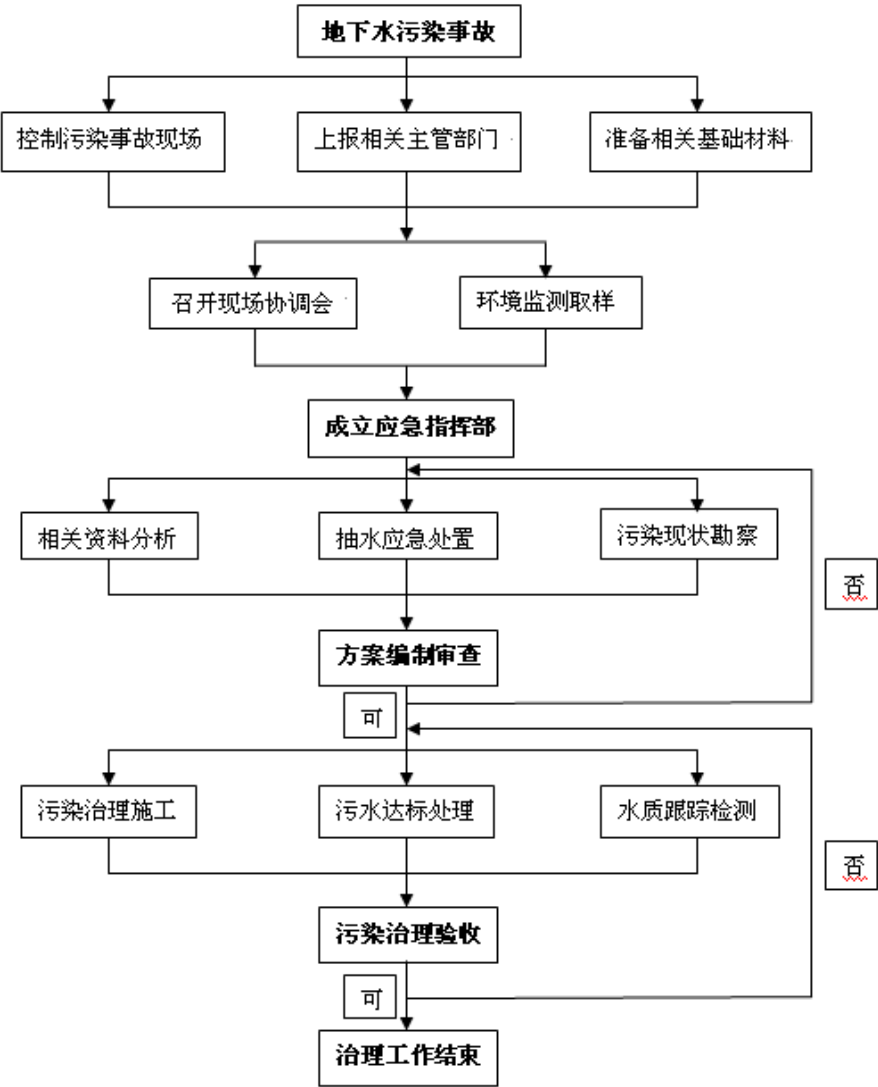 地下水污染事故
控制污染事故现场
上报相关主管部门
准备相关基础材料
召开现场协调会
环境监测取样
成立应急指挥部
相关资料分析
抽水应急处置
污染现状勘察
否
方案编制审查
可
污染治理施工
污水达标处理
水质跟踪检测
否
污染治理验收
可
治理工作结束